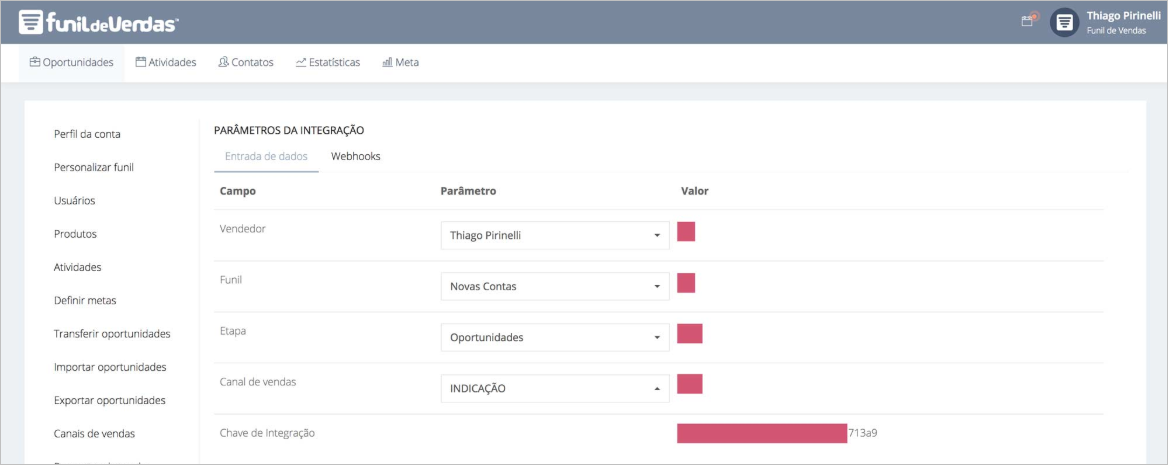 funil de Vendas™
Thiago Pirinelli
Funil de Vendas
Oportunidades Atividades Contatos Estatísticas Meta
Perfil da conta
Personalizar funil
Usuários
Produtos
Atividades
Definir metas
Transferir oportunidades
Importar oportunidades
Exportar oportunidades
Canais de vendas
PARÂMETROS DA INTEGRAÇÃO
Entrada de dados Webhooks
Campo Parâmetro Valor
Vendedor Thiago Pirinelli
Funil Novas Contas
Etapa Oportunidades
Canal de vendas INDICAÇÃO
Chave de Integração 713a9